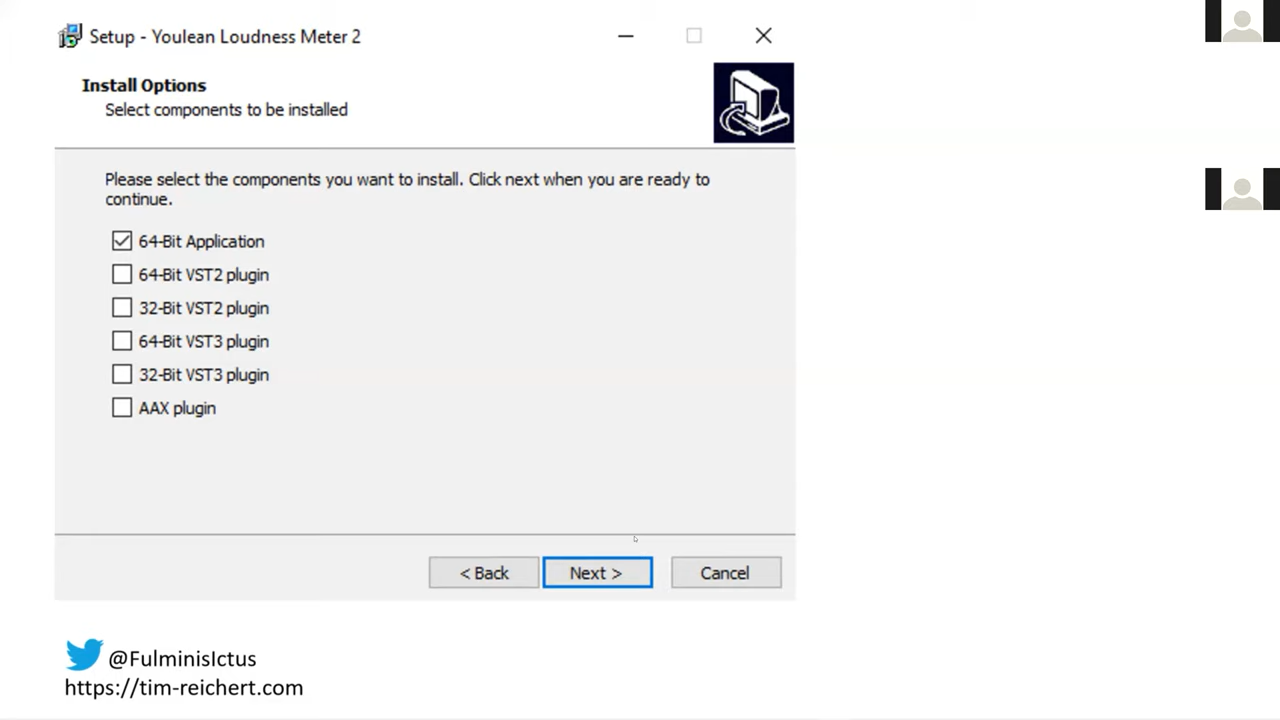 Setup - Youlean Loudness Meter 2
Install Options
Select components to be installed
Please select the components you want to install. Click next when you are ready to
continue.
64-Bit Application
64-Bit VST2 plugin
32-Bit VST2 plugin
64-Bit VST3 plugin
32-Bit VST3 plugin
AAX plugin
< Back
Next >
Cancel
@FulminisIctus
https://tim-reichert.com